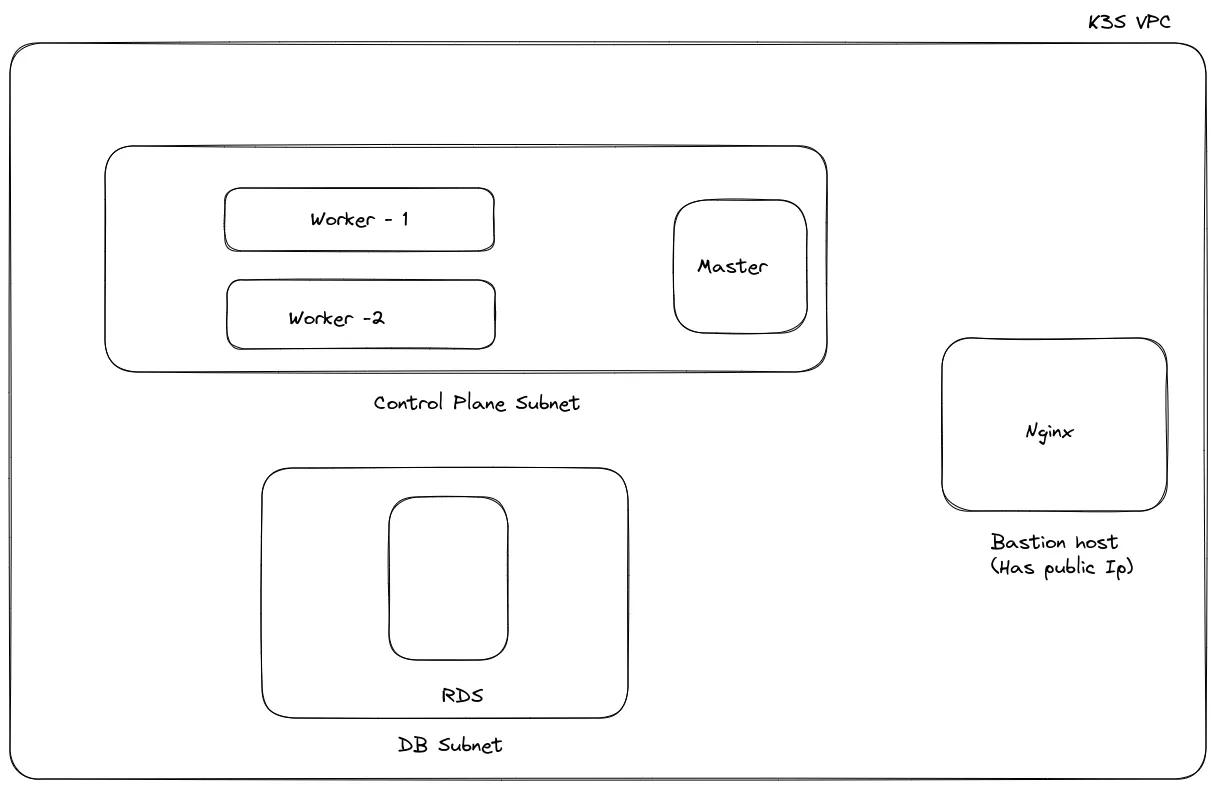 K3S VPC
Worker - 1
Master
Worker -2
Control Plane Subnet
Nginx
Bastion host
(Has public Ip)
RDS
DB Subnet